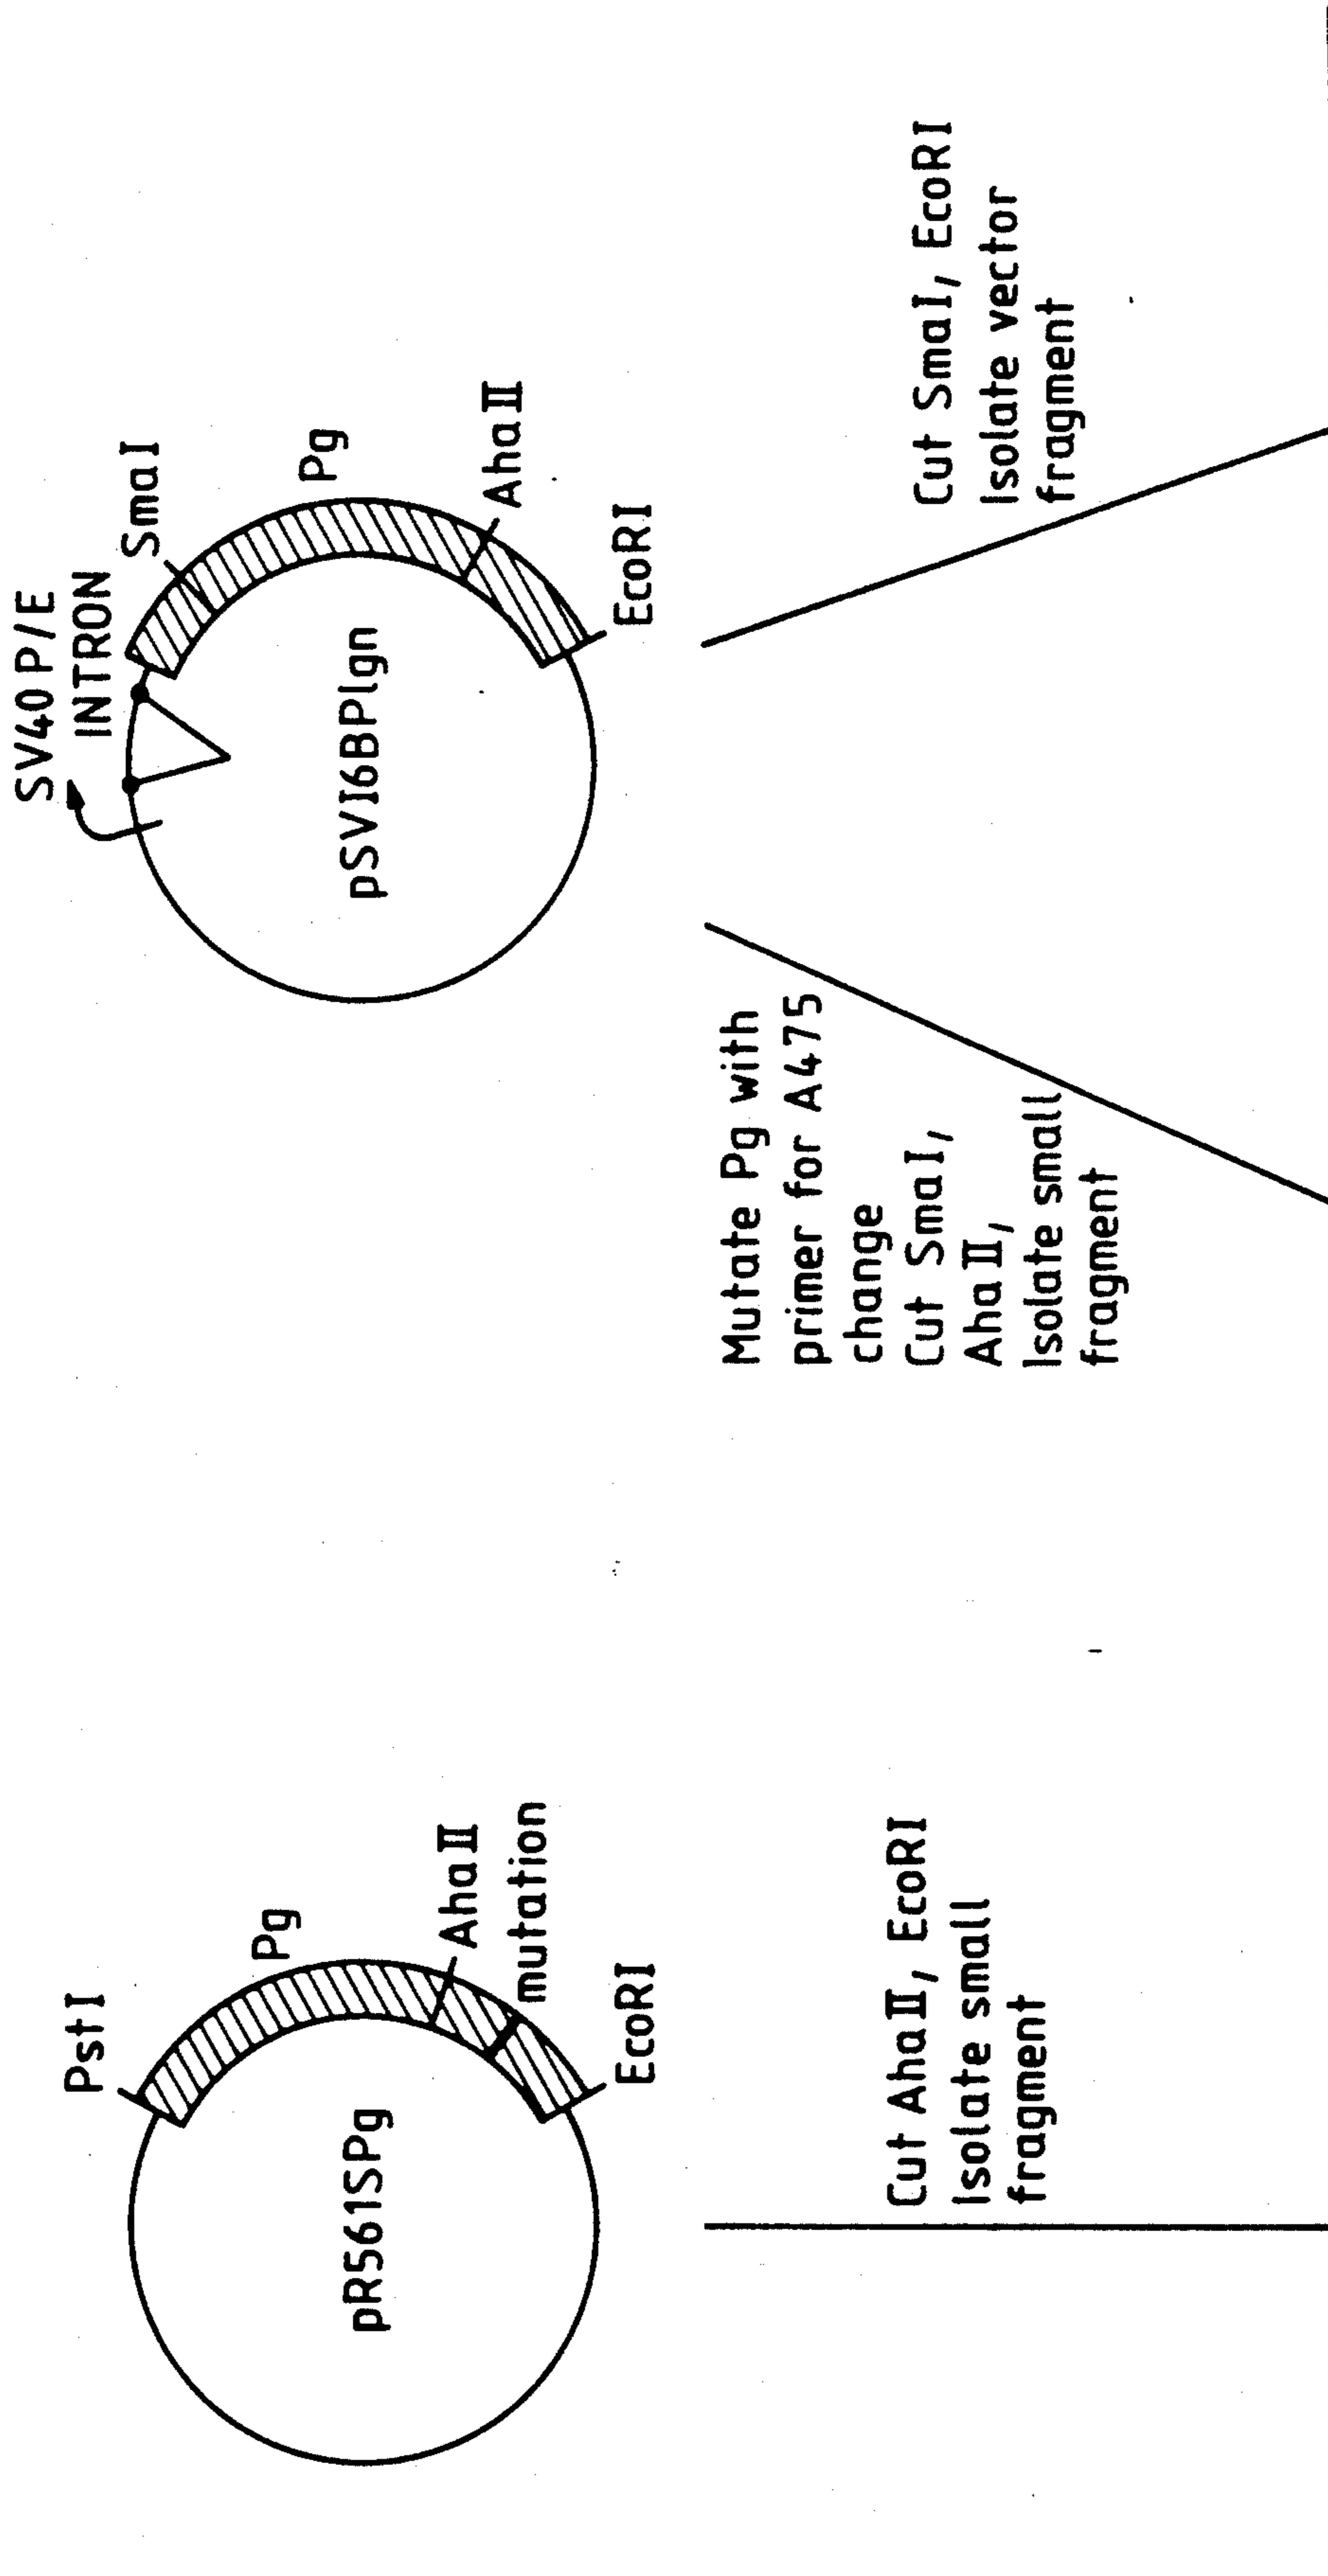 PstI
Pg
AhaII
mutation
EcoRI
pR561SPg
SV40 P/E
INTRON
SmaI
Pg
AhaII
EcoRI
pSVI6BPlgn
Cut AhaII, EcoRI
Isolate small
fragment
Mutate Pg with
primer for A475
change
Cut SmaI,
AhaII,
Isolate small
fragment
Cut SmaI, EcoRI
Isolate vector
fragment